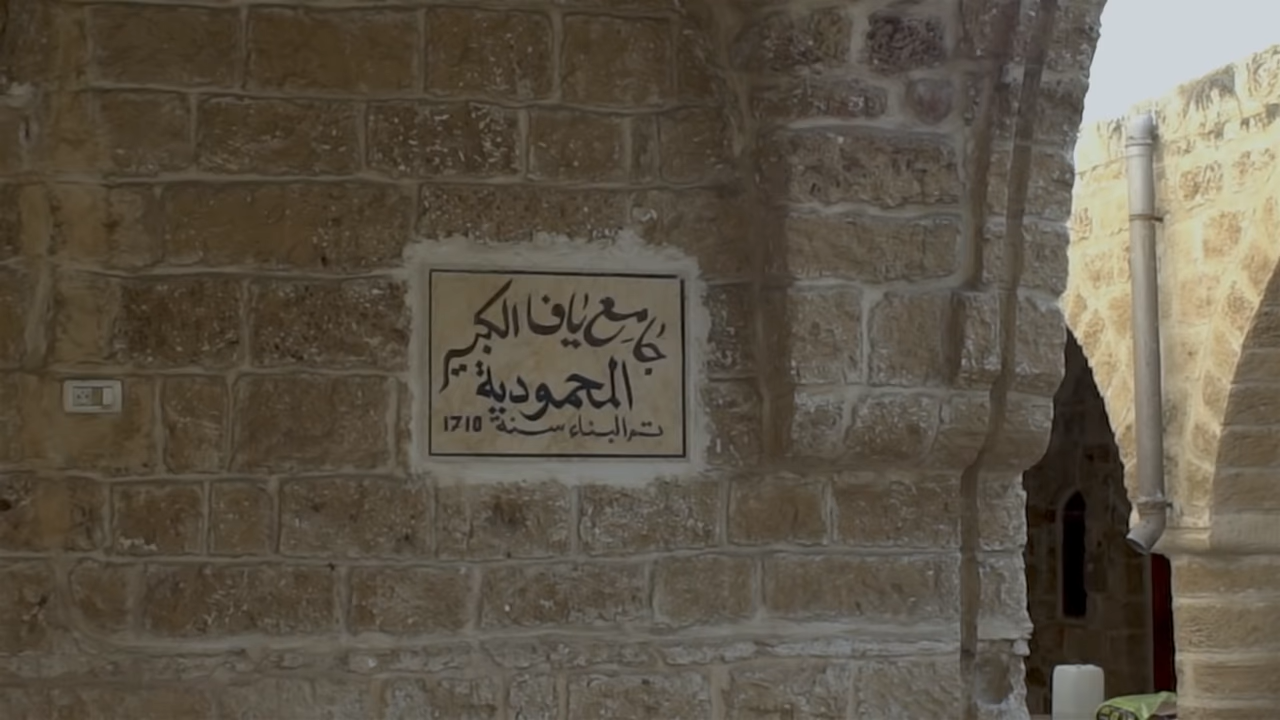 جامع يافا الكبير
المحمودية
تم البناء سنة 1710